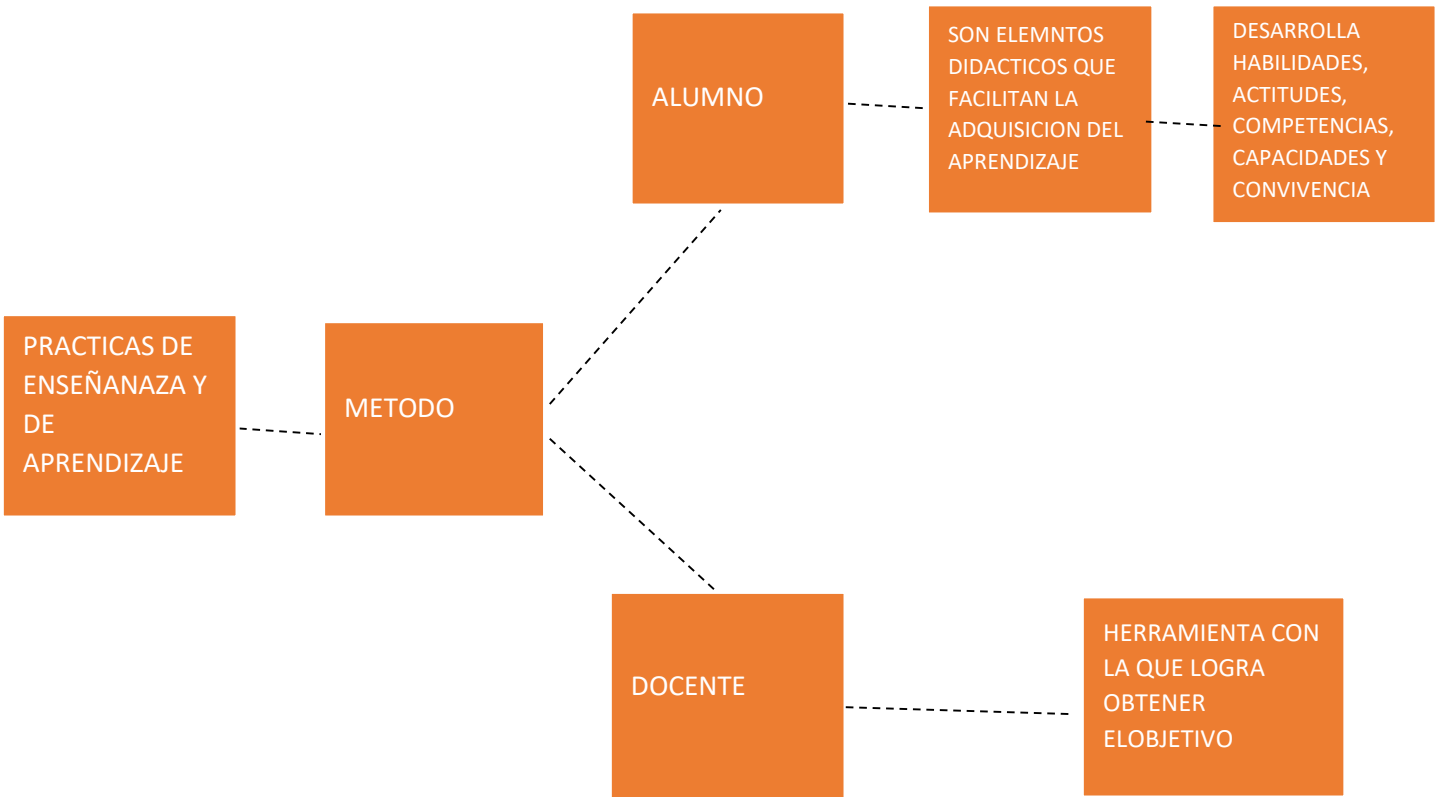 ALUMNO
SON ELEMNTOS
DIDACTICOS QUE
FACILITAN LA
ADQUISICION DEL
APRENDIZAJE
DESARROLLA
HABILIDADES,
ACTITUDES,
COMPETENCIAS,
CAPACIDADES Y
CONVIVENCIA
PRACTICAS DE
ENSEÑANAZA Y
DE
APRENDIZAJE
METODO
DOCENTE
HERRAMIENTA CON
LA QUE LOGRA
OBTENER
ELOBJETIVO